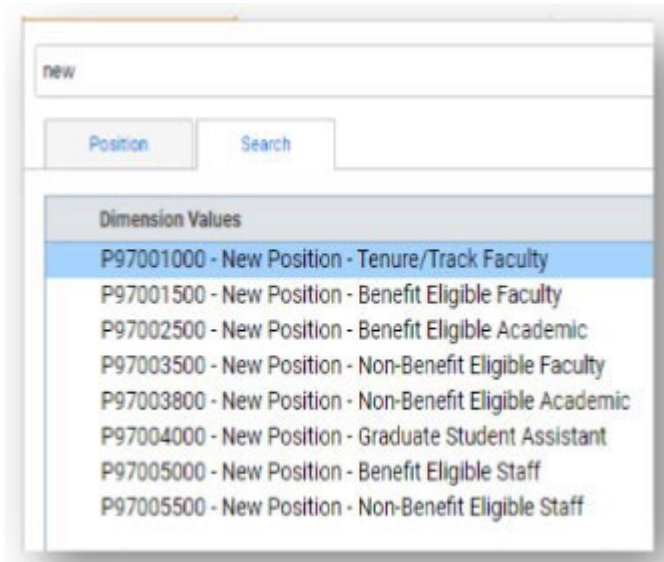 new
Position Search
Dimension Values
P97001000 - New Position - Tenure/Track Faculty
P97001500 - New Position - Benefit Eligible Faculty
P97002500 - New Position - Benefit Eligible Academic
P97003500 - New Position - Non-Benefit Eligible Faculty
P97003800 - New Position - Non-Benefit Eligible Academic
P97004000 - New Position - Graduate Student Assistant
P97005000 - New Position - Benefit Eligible Staff
P97005500 - New Position - Non-Benefit Eligible Staff